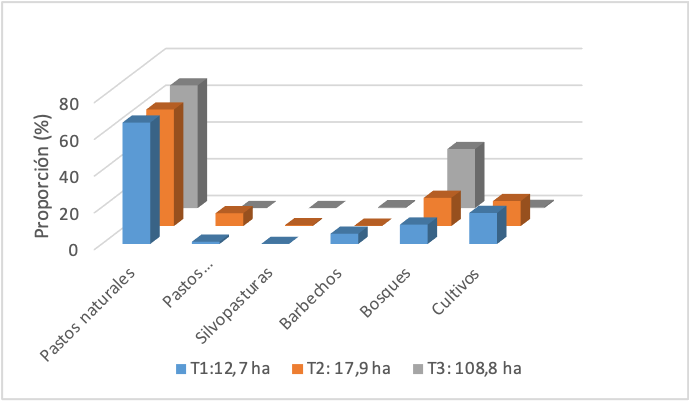 Proporción (%)
80
60
40
20
0
Pastos naturales
Pastos...
Silvopasturas
Barbechos
Bosques
Cultivos
T1:12,7 ha
T2: 17,9 ha
T3: 108,8 ha